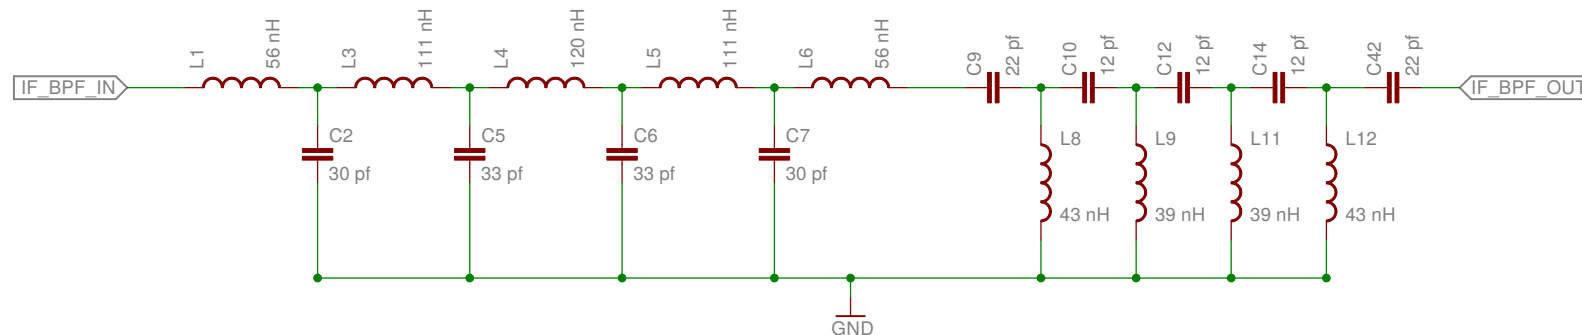 IF_BPF_IN
L1
56 nH
L3
111 nH
L4
120 nH
L5
111 nH
L6
56 nH
C9
22 pf
C10
12 pf
C12
12 pf
C14
12 pf
C42
22 pf
IF_BPF_OUT
C2
30 pf
C5
33 pf
C6
33 pf
C7
30 pf
L8
43 nH
L9
39 nH
L11
39 nH
L12
43 nH
GND